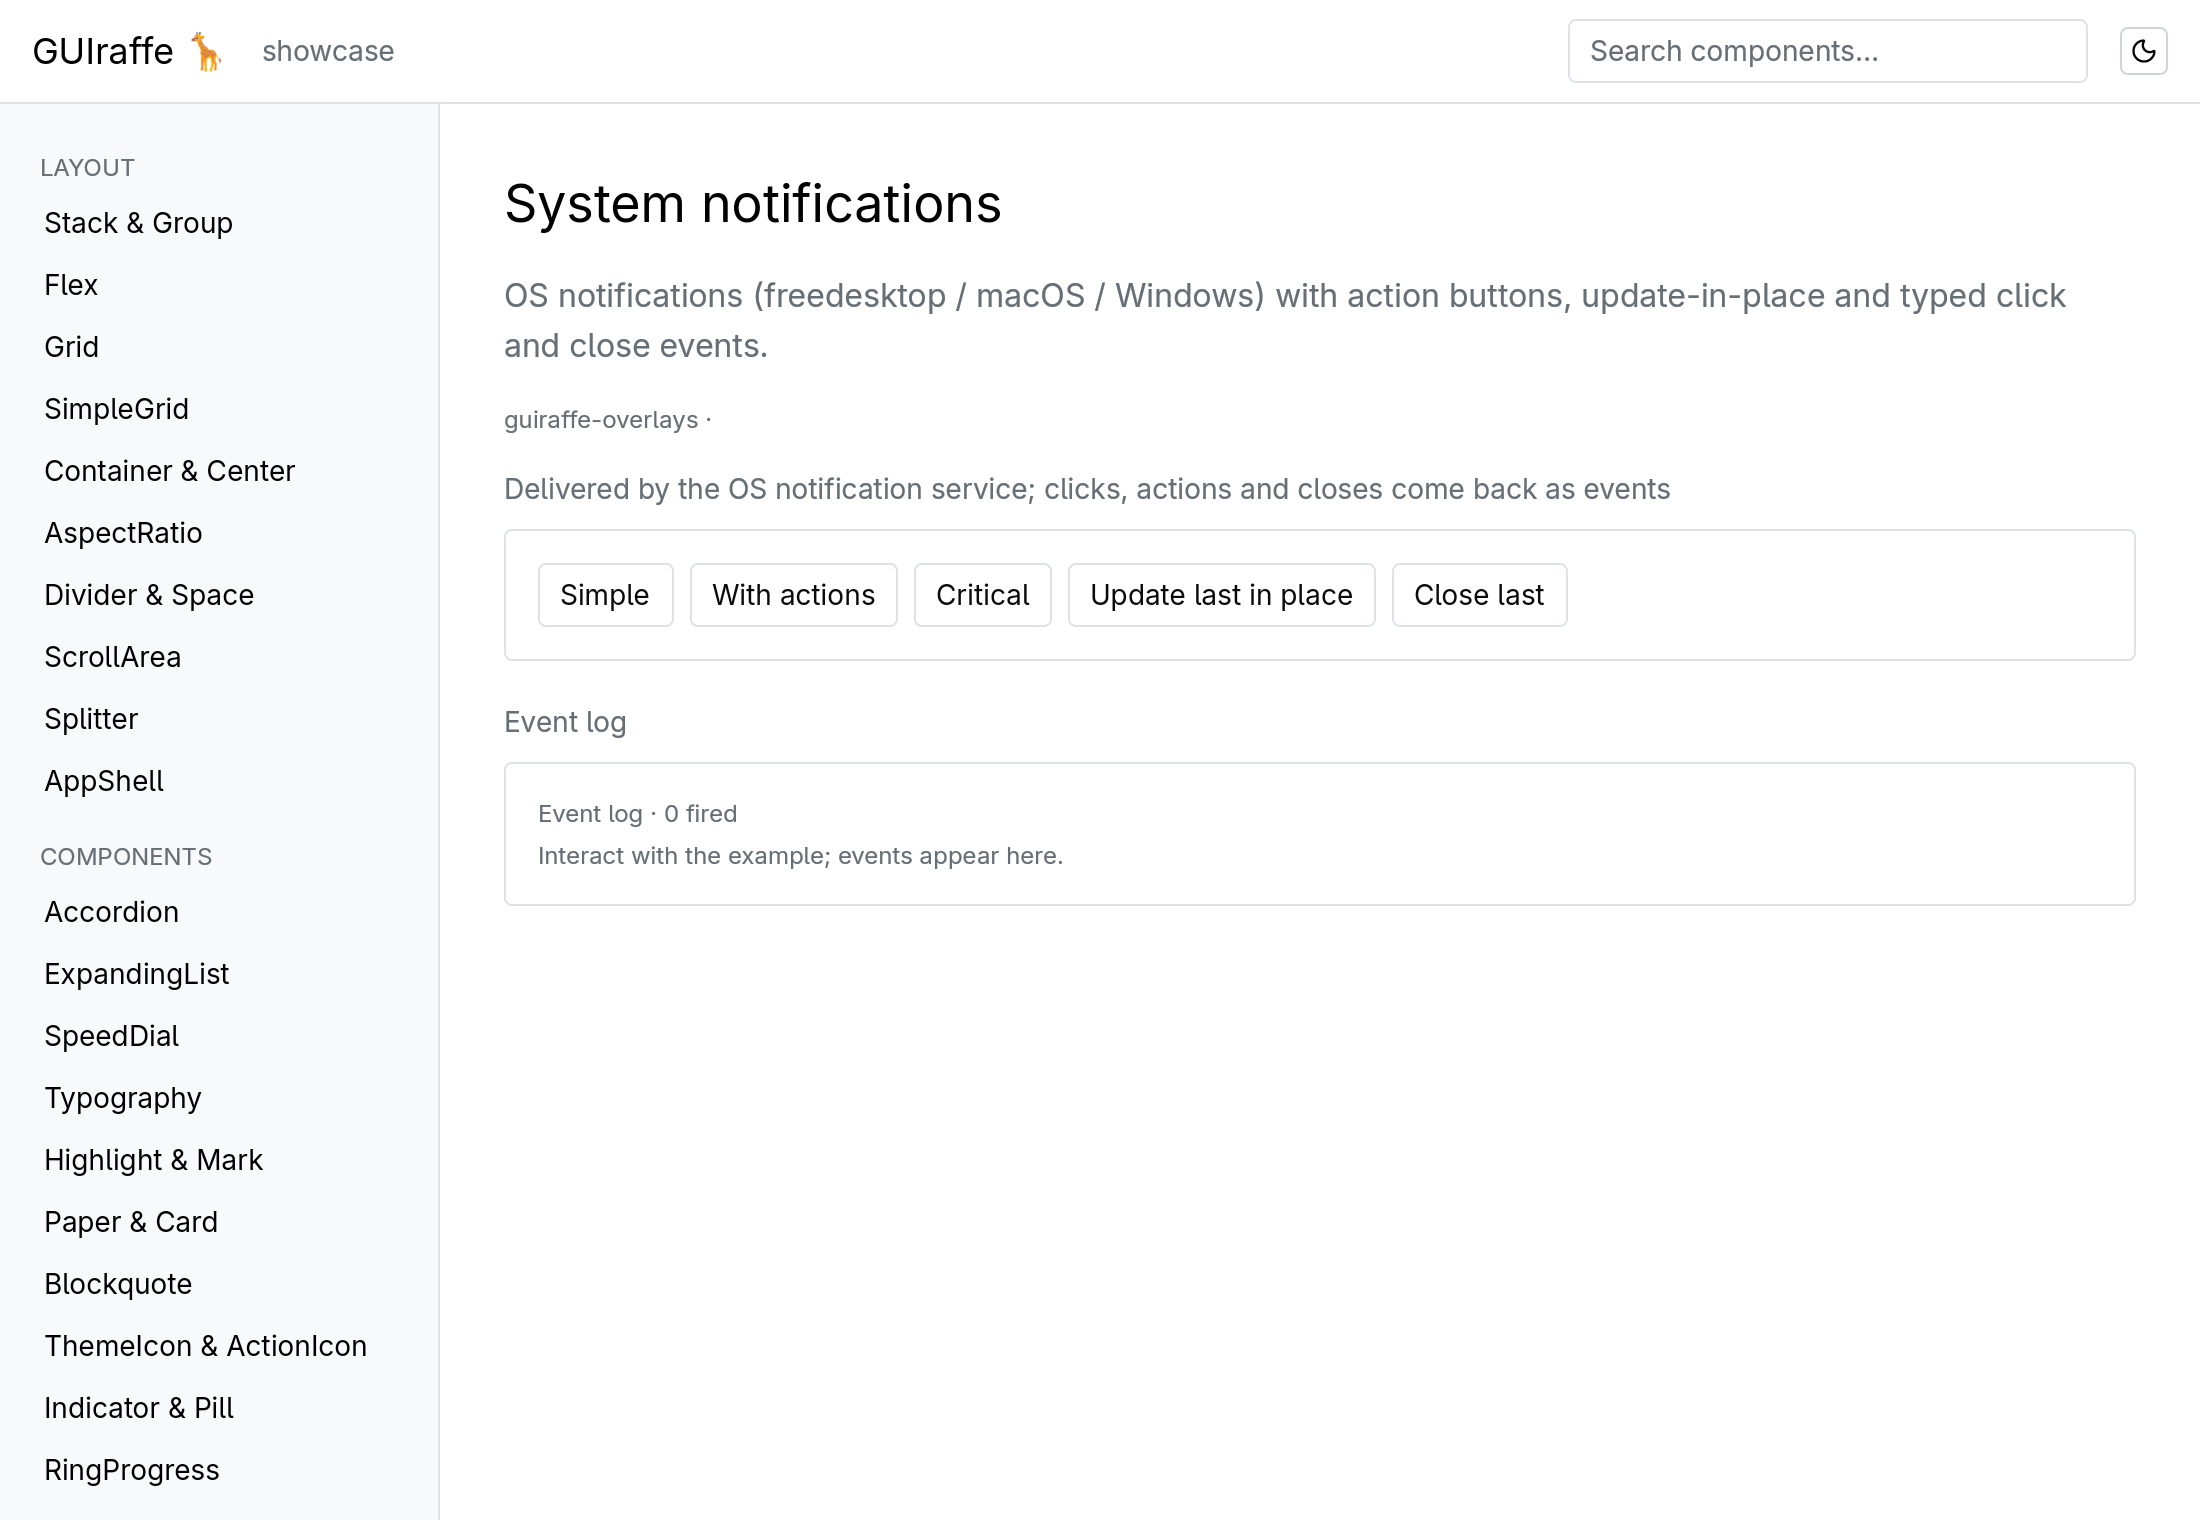 GUIraffe 🦒 showcase
Search components...
LAYOUT
Stack & Group
Flex
Grid
SimpleGrid
Container & Center
AspectRatio
Divider & Space
ScrollArea
Splitter
AppShell
COMPONENTS
Accordion
ExpandingList
SpeedDial
Typography
Highlight & Mark
Paper & Card
Blockquote
ThemeIcon & ActionIcon
Indicator & Pill
RingProgress
System notifications
OS notifications (freedesktop / macOS / Windows) with action buttons, update-in-place and typed click
and close events.
guiraffe-overlays ·
Delivered by the OS notification service; clicks, actions and closes come back as events
Simple With actions Critical Update last in place Close last
Event log
Event log · 0 fired
Interact with the example; events appear here.